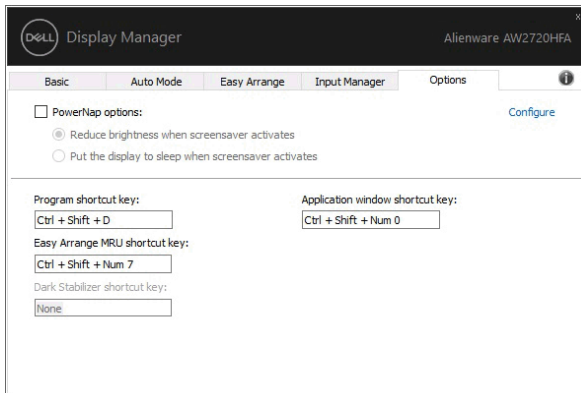 DELL Display Manager
Alienware AW2720HFA
Basic Auto Mode Easy Arrange Input Manager Options
PowerNap options: Configure
Reduce brightness when screensaver activates
Put the display to sleep when screensaver activates
Program shortcut key: Application window shortcut key:
Ctrl + Shift + D Ctrl + Shift + Num 0
Easy Arrange MRU shortcut key:
Ctrl + Shift + Num 7
Dark Stabilizer shortcut key:
None